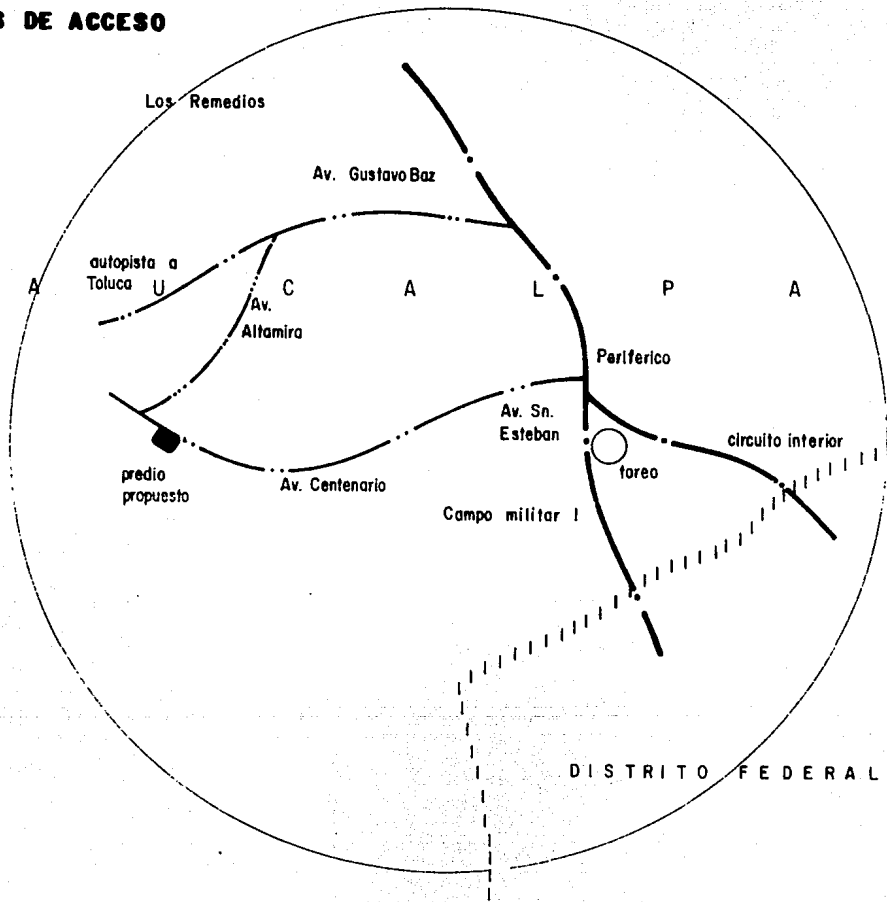 S DE ACCESO
Los Remedios
Av. Gustavo Baz
autopista a
Toluca
A U C A L P A
Av.
Altamira
Periferico
Av. Sn.
Esteban
circuito interior
toreo
predio
propuesto
Av. Centenario
Campo militar I
DISTRITO FEDERAL